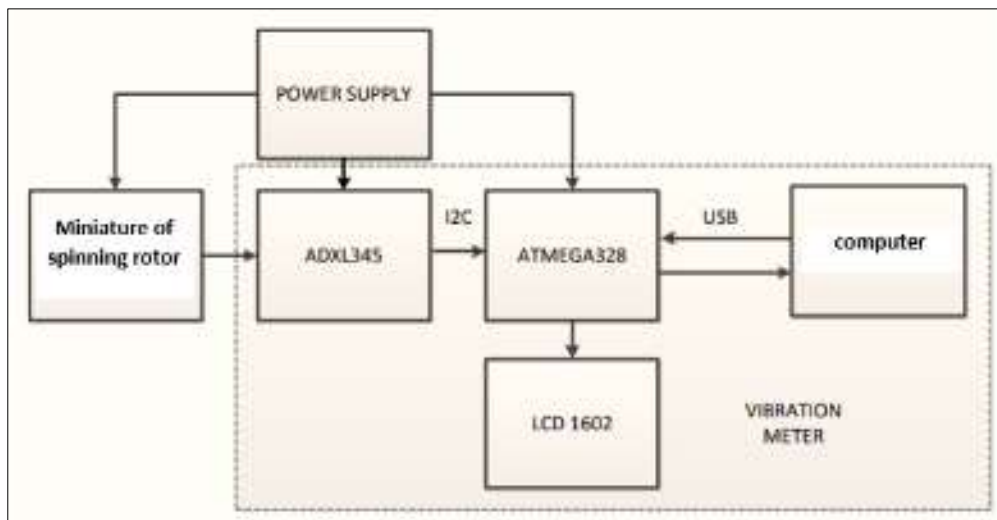 POWER SUPPLY
Miniature of
spinning rotor
ADXL345
I2C
ATMEGA328
USB
computer
LCD 1602
VIBRATION
METER